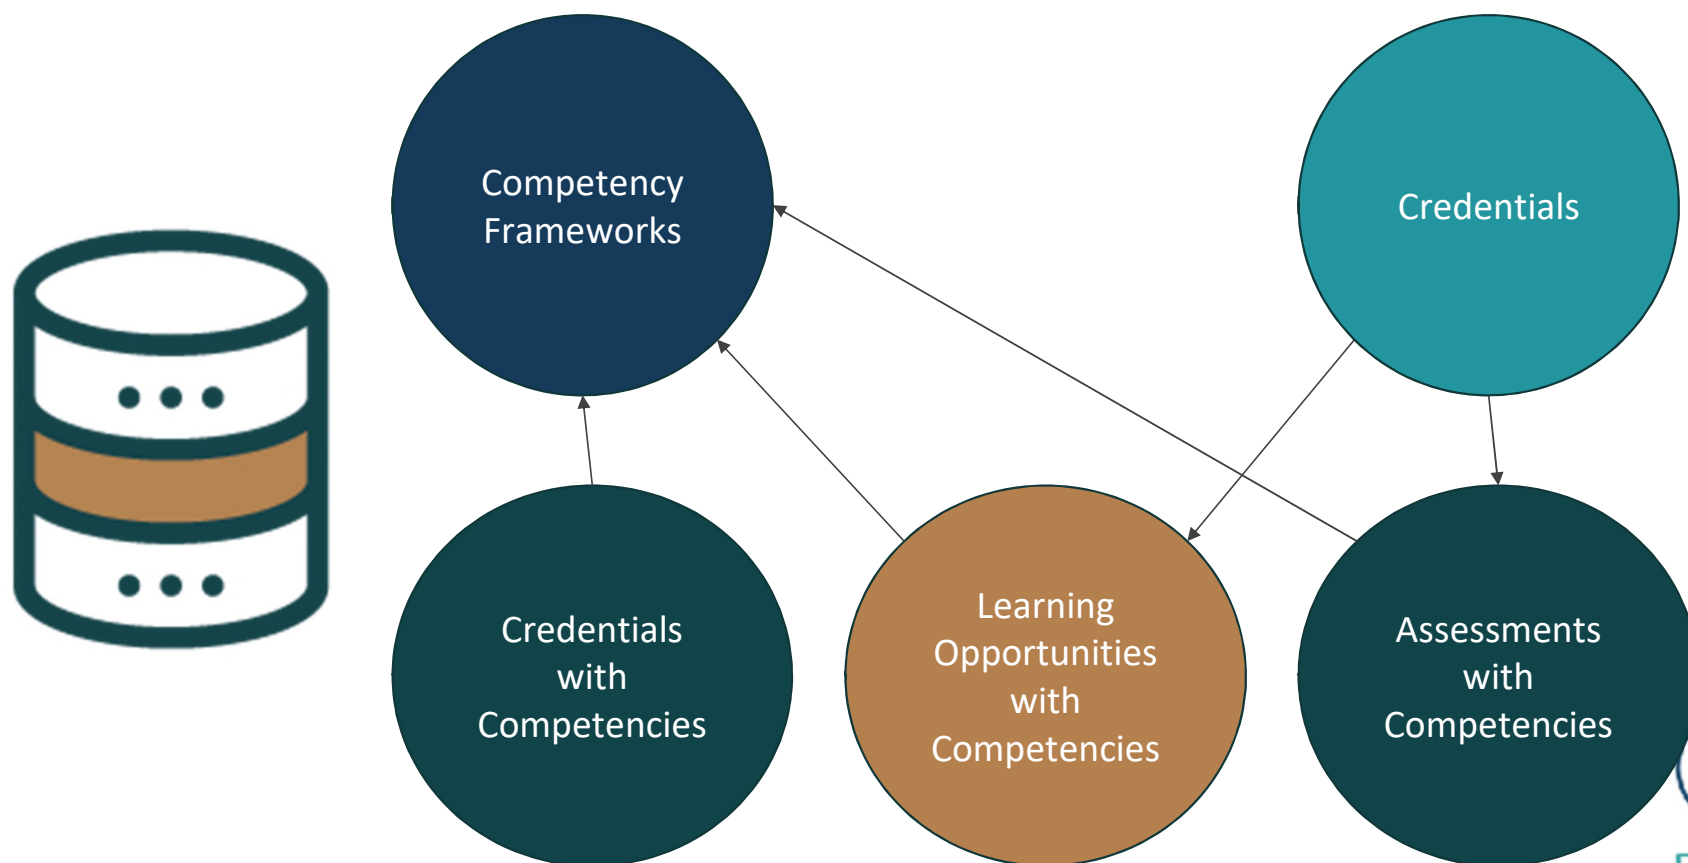 Competency
Frameworks
Credentials
Credentials
with
Competencies
Learning
Opportunities
with
Competencies
Assessments
with
Competencies